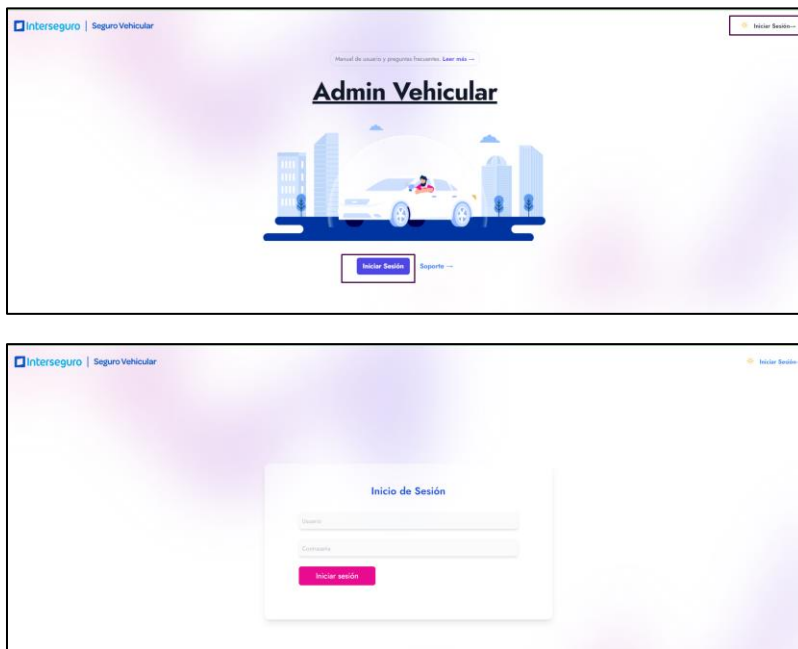 Interseguro | Seguro Vehicular
Iniciar Sesión→
Manual de usuario y preguntas frecuentes. Leer más →
Admin Vehicular
Iniciar Sesión
Soporte →
Interseguro | Seguro Vehicular
Iniciar Sesión
Inicio de Sesión
Usuario
Contraseña
Iniciar sesión